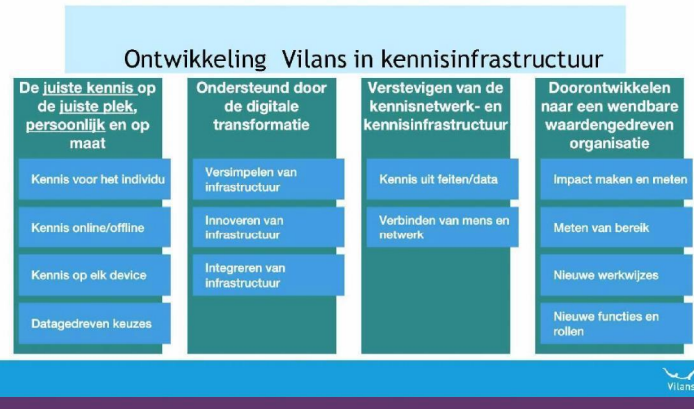 Ontwikkeling Vilans in kennisinfrastructuur
De juiste kennis op
de juiste plek,
persoonlijk en op
maat
Kennis voor het individu
Kennis online/offline
Kennis op elk device
Datagedreven keuzes
Ondersteund door
de digitale
transformatie
Versimpelen van
infrastructuur
Innoveren van
infrastructuur
Integreren van
infrastructuur
Verstevigen van de
kennisnetwerk- en
kennisinfrastructuur
Kennis uit feiten/data
Verbinden van mens en
netwerk
Doorontwikkelen
naar een wendbare
waardengedreven
organisatie
Impact maken en meten
Meten van bereik
Nieuwe werkwijzes
Nieuwe functies en
rollen
Vilans